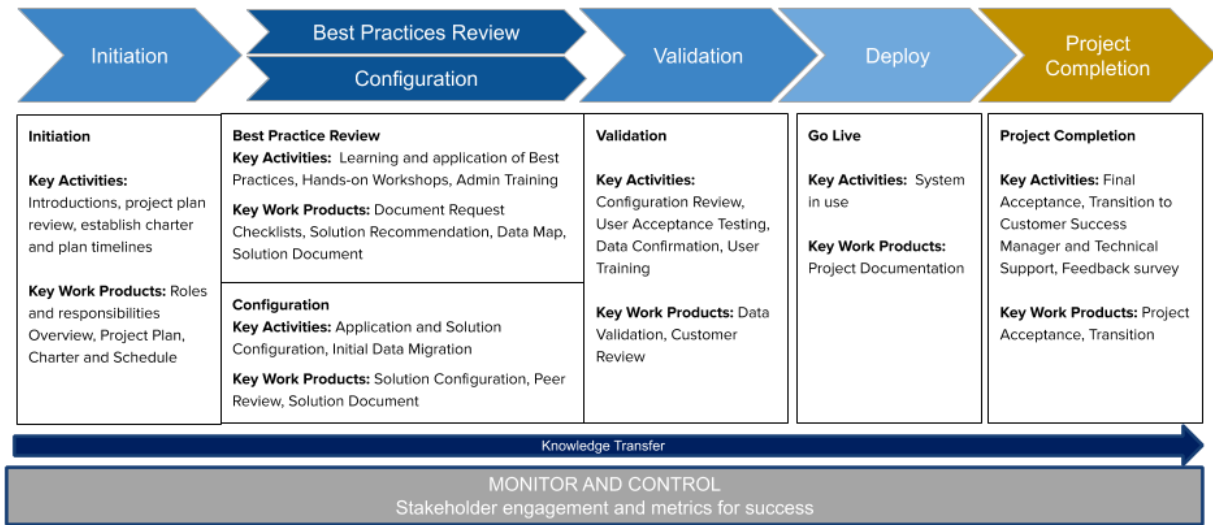 Initiation
Best Practices Review
Configuration
Validation
Deploy
Project
Completion
Initiation
Key Activities:
Introductions, project plan
review, establish charter
and plan timelines
Key Work Products: Roles
and responsibilities
Overview, Project Plan,
Charter and Schedule
Best Practice Review
Key Activities:  Learning and application of Best
Practices, Hands-on Workshops, Admin Training
Key Work Products: Document Request
Checklists, Solution Recommendation, Data Map,
Solution Document
Configuration
Key Activities: Application and Solution
Configuration, Initial Data Migration
Key Work Products: Solution Configuration, Peer
Review, Solution Document
Validation
Key Activities:
Configuration Review,
User Acceptance Testing,
Data Confirmation, User
Training
Key Work Products: Data
Validation, Customer
Review
Go Live
Key Activities:  System
in use
Key Work Products:
Project Documentation
Project Completion
Key Activities: Final
Acceptance, Transition to
Customer Success
Manager and Technical
Support, Feedback survey
Key Work Products: Project
Acceptance, Transition
Knowledge Transfer
MONITOR AND CONTROL
Stakeholder engagement and metrics for success